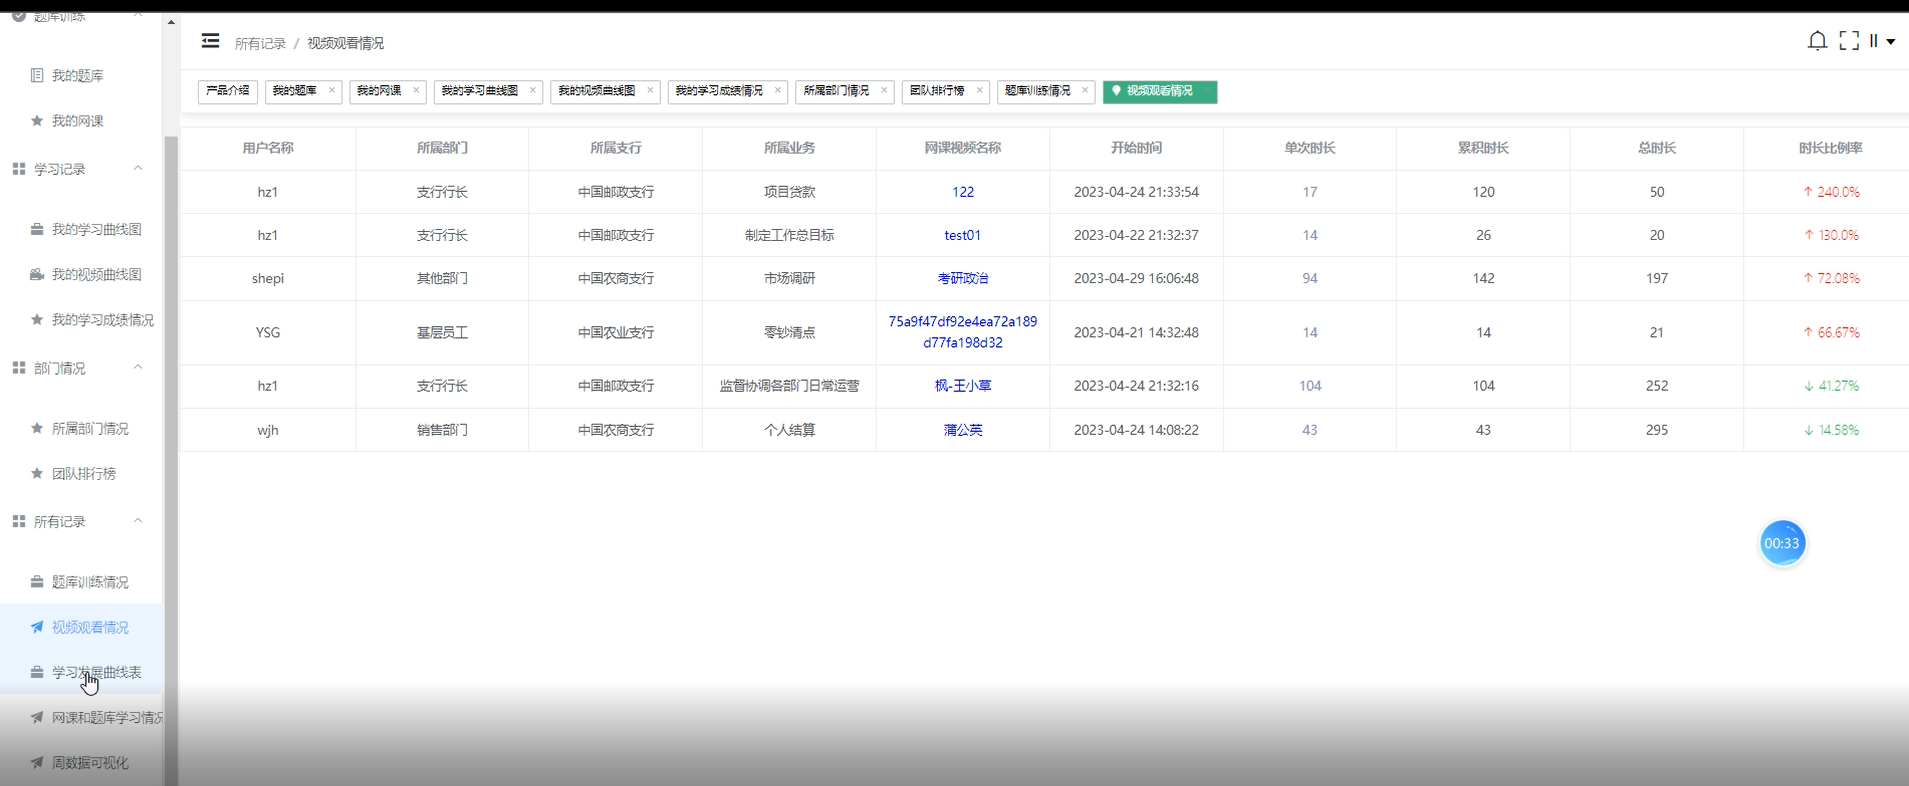 题库训练
我的题库
我的网课
学习记录
我的学习曲线图
我的视频曲线图
我的学习成绩情况
部门情况
所属部门情况
团队排行榜
所有记录
题库训练情况
视频观看情况
学习发展曲线表
网课和题库学习情况
周数据可视化
所有记录 / 视频观看情况
产品介绍 我的题库 × 我的网课 × 我的学习曲线图 × 我的视频曲线图 × 我的学习成绩情况 × 所属部门情况 × 团队排行榜 × 题库训练情况 × 视频观看情况
用户名称 所属部门 所属支行 所属业务 网课视频名称 开始时间 单次时长 累积时长 总时长 时长比例率
hz1 支行行长 中国邮政支行 项目贷款 122 2023-04-24 21:33:54 17 120 50 ↑ 240.0%
hz1 支行行长 中国邮政支行 制定工作总目标 test01 2023-04-22 21:32:37 14 26 20 ↑ 130.0%
shepi 其他部门 中国农商支行 市场调研 考研政治 2023-04-29 16:06:48 94 142 197 ↑ 72.08%
YSG 基层员工 中国农业支行 零钞清点 75a9f47df92e4ea72a189 2023-04-21 14:32:48 14 14 21 ↑ 66.67%
d77fa198d32
hz1 支行行长 中国邮政支行 监督协调各部门日常运营 枫-王小草 2023-04-24 21:32:16 104 104 252 ↓ 41.27%
wjh 销售部门 中国农商支行 个人结算 蒲公英 2023-04-24 14:08:22 43 43 295 ↓ 14.58%
00:33